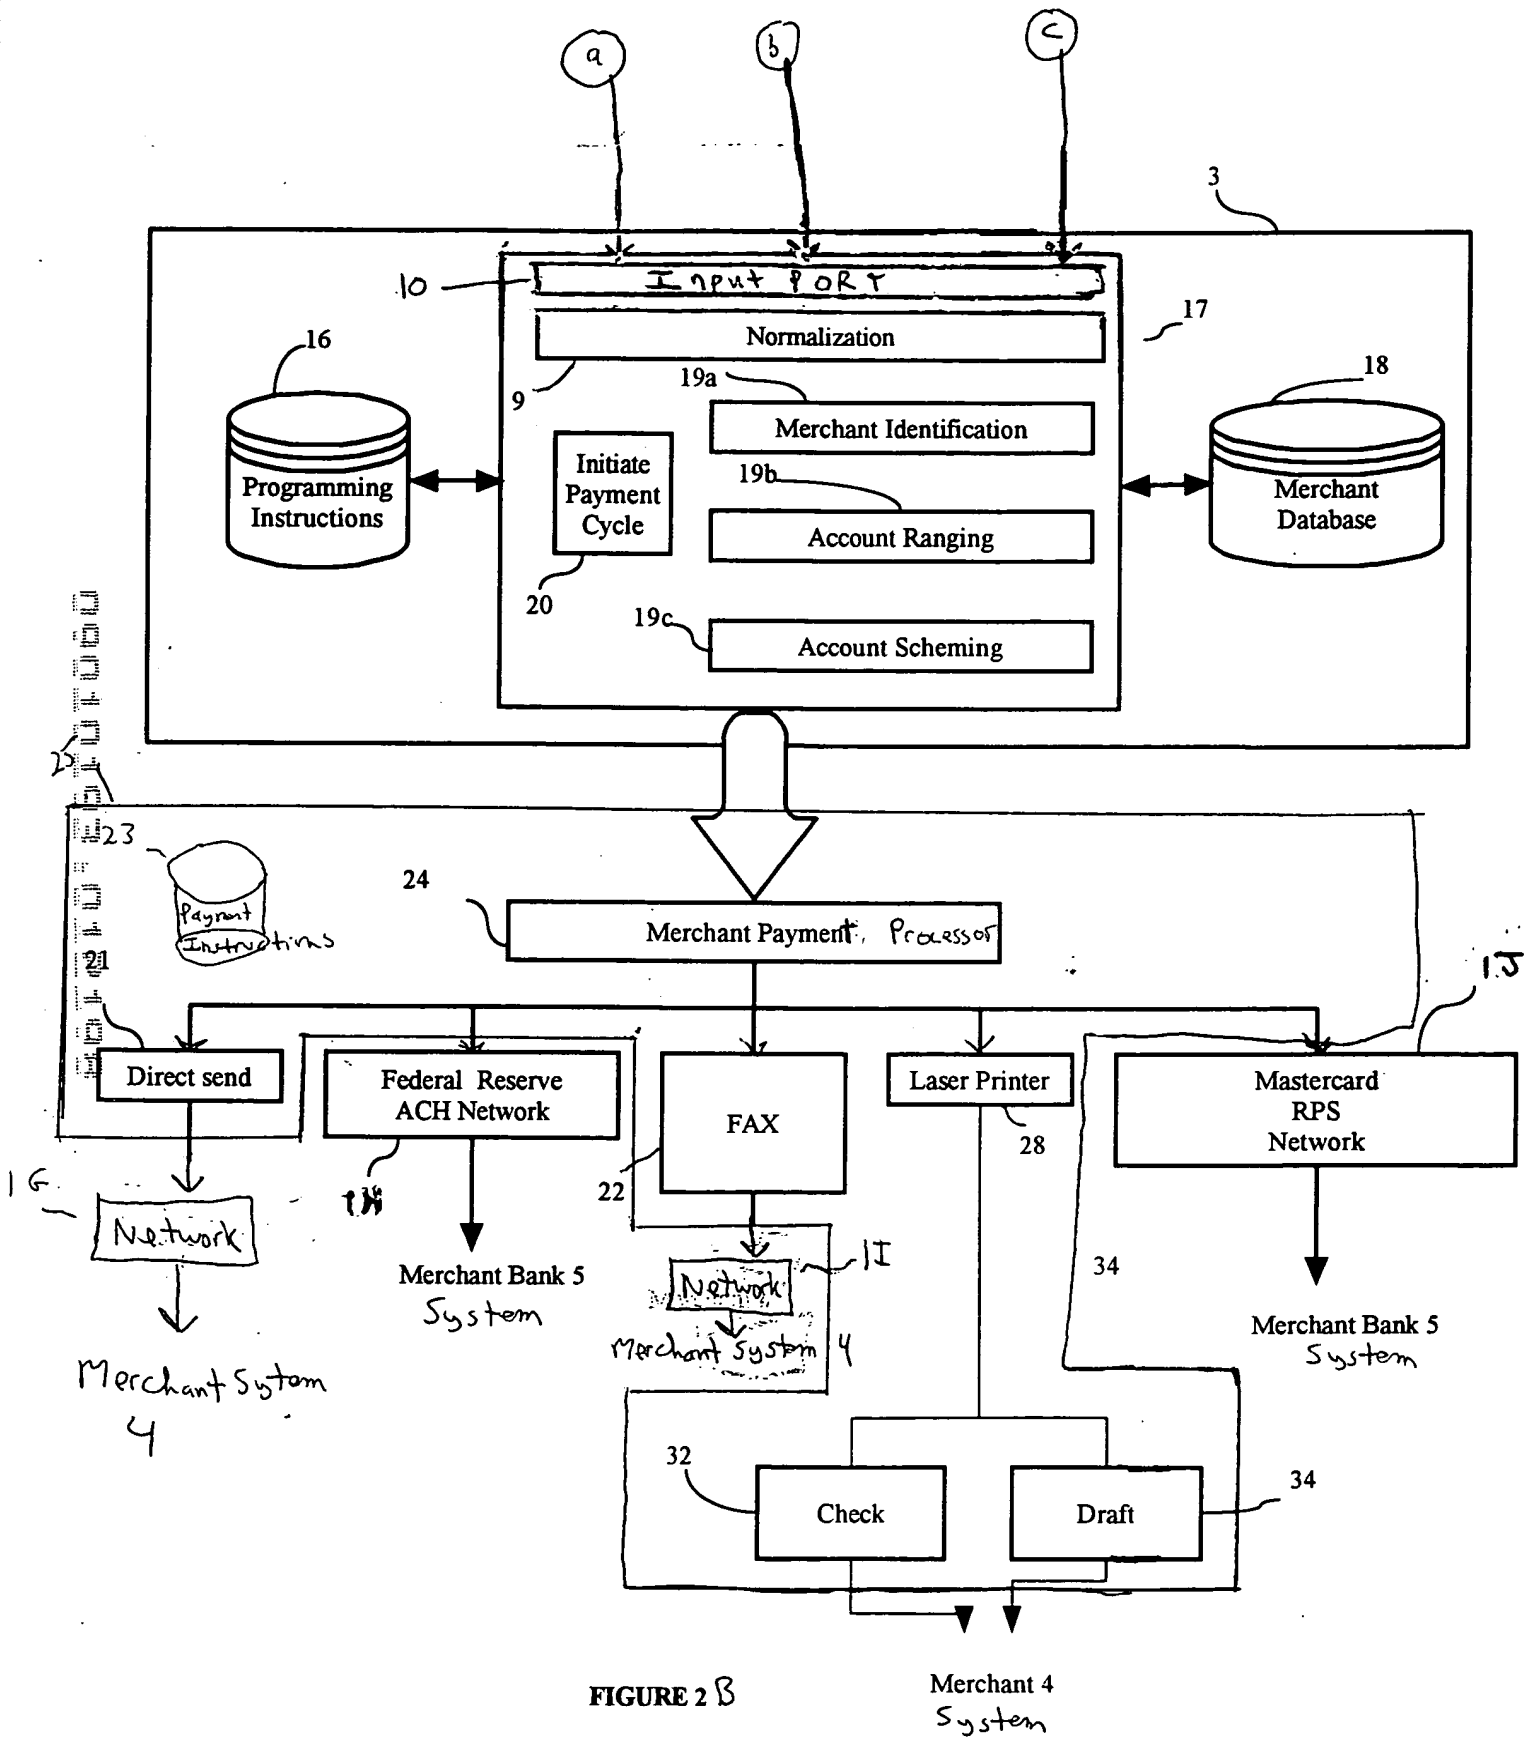 a b c
3
10 Input PORT
17
Normalization
16
9
19a
18
Merchant Identification
Initiate
Payment
Cycle
19b
Programming
Instructions
Merchant
Database
Account Ranging
20
19c
Account Scheming
23
24
Payment
Instructions
Merchant Payment Processor
21
1J
Direct send
Federal Reserve
ACH Network
FAX
Laser Printer
Mastercard
RPS
Network
28
1G
1H
22
Network
1I
34
Merchant Bank 5
System
Network
Merchant System 4
Merchant Bank 5
System
Merchant Sytem
4
32
34
Check
Draft
FIGURE 2 B
Merchant 4
System